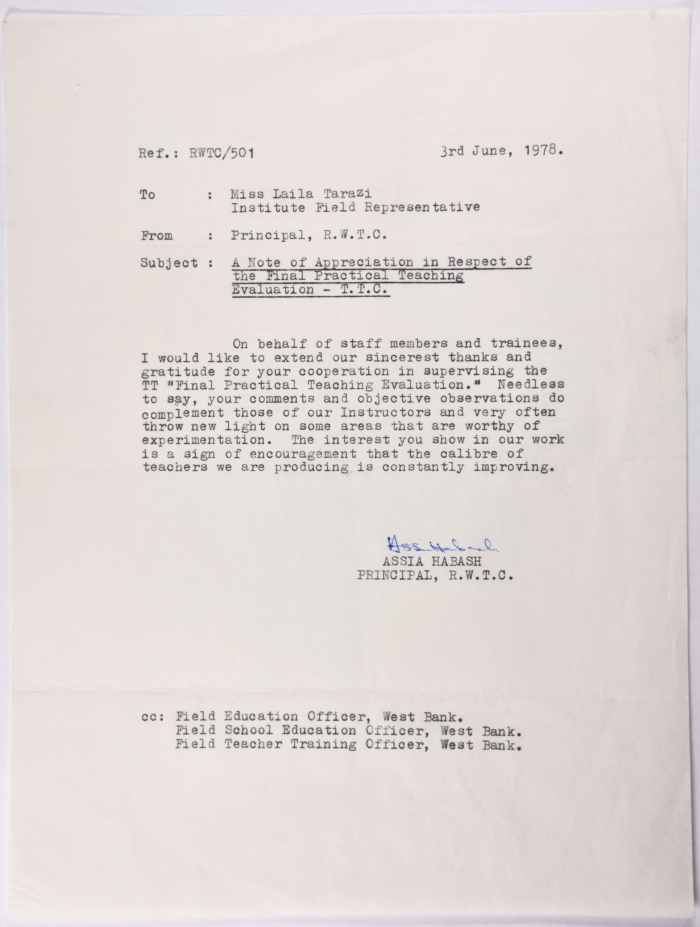 Ref.: RWTC/501 3rd June, 1978.
To : Miss Laila Tarazi
Institute Field Representative
From : Principal, R.W.T.C.
Subject : A Note of Appreciation in Respect of
the Final Practical Teaching
Evaluation - T.T.C.
On behalf of staff members and trainees,
I would like to extend our sincerest thanks and
gratitude for your cooperation in supervising the
TT "Final Practical Teaching Evaluation." Needless
to say, your comments and objective observations do
complement those of our Instructors and very often
throw new light on some areas that are worthy of
experimentation. The interest you show in our work
is a sign of encouragement that the calibre of
teachers we are producing is constantly improving.
Ass. Habash
ASSIA HABASH
PRINCIPAL, R.W.T.C.
cc: Field Education Officer, West Bank.
Field School Education Officer, West Bank.
Field Teacher Training Officer, West Bank.